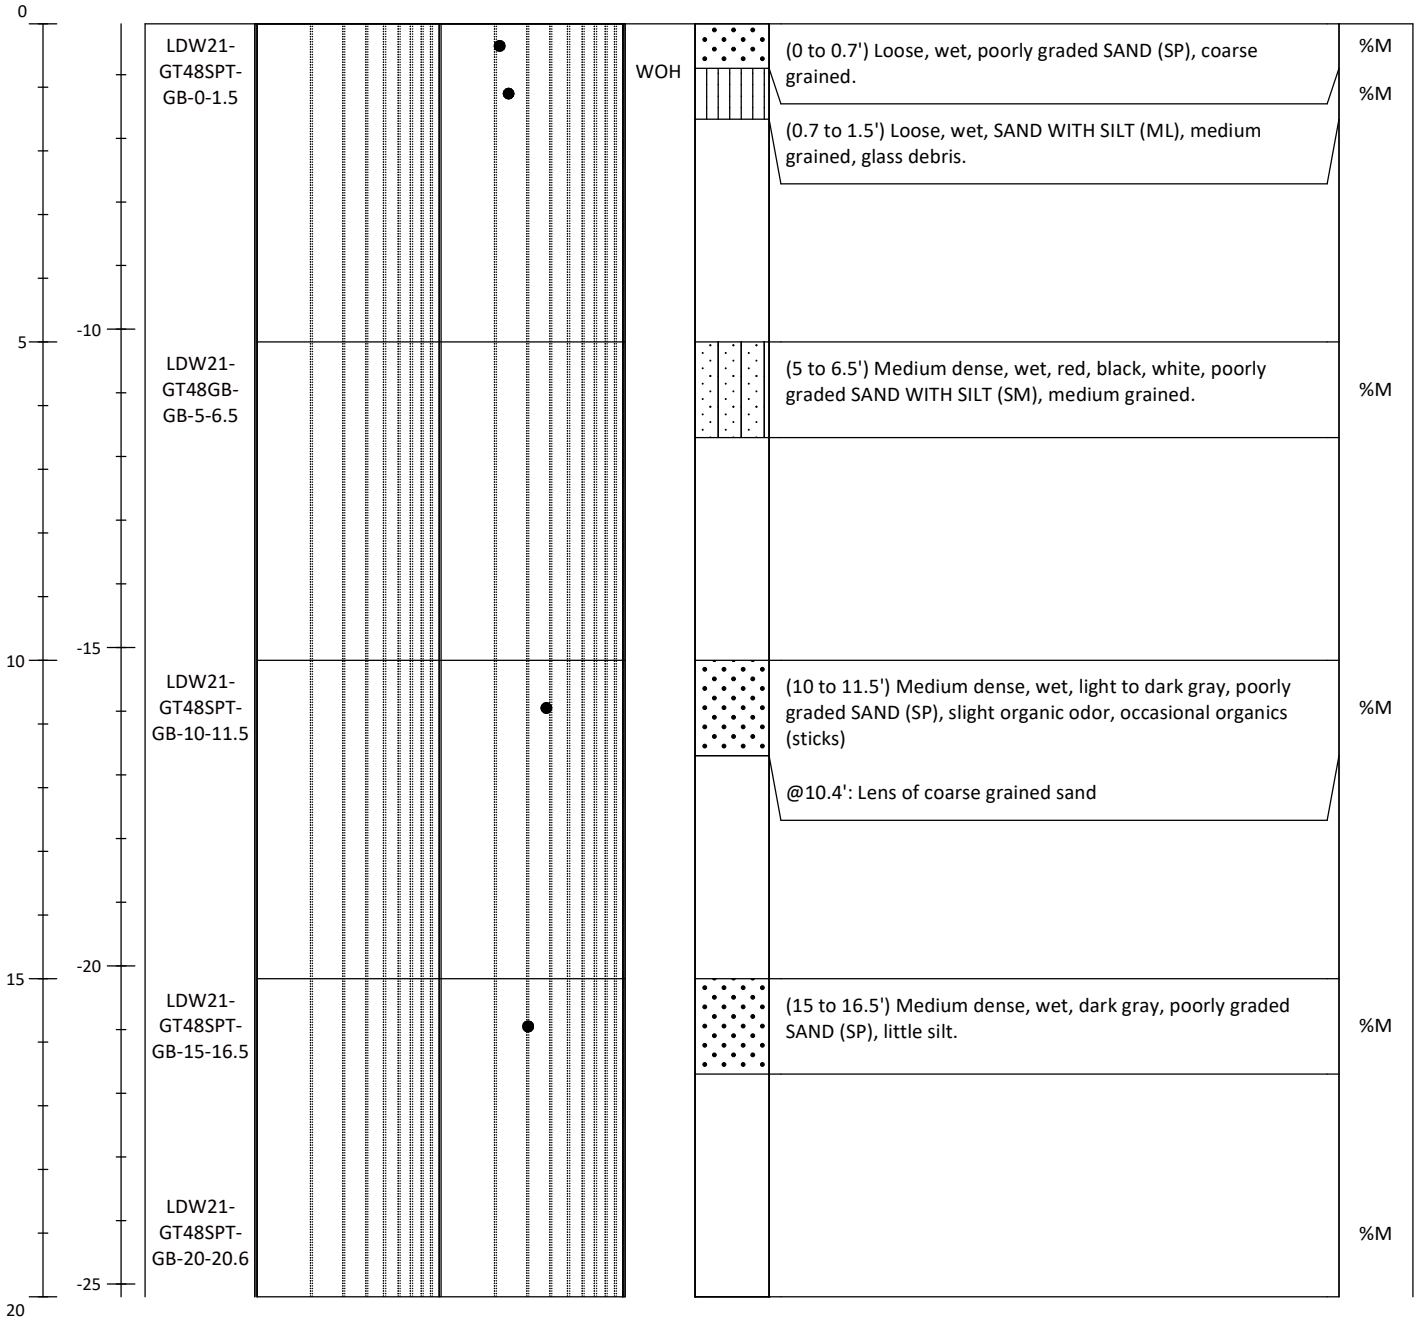 0
LDW21-
GT48SPT-
GB-0-1.5
WOH
(0 to 0.7') Loose, wet, poorly graded SAND (SP), coarse
grained.
%M
%M
(0.7 to 1.5') Loose, wet, SAND WITH SILT (ML), medium
grained, glass debris.
-10
5
LDW21-
GT48GB-
GB-5-6.5
(5 to 6.5') Medium dense, wet, red, black, white, poorly
graded SAND WITH SILT (SM), medium grained.
%M
-15
10
LDW21-
GT48SPT-
GB-10-11.5
(10 to 11.5') Medium dense, wet, light to dark gray, poorly
graded SAND (SP), slight organic odor, occasional organics
(sticks)
%M
@10.4': Lens of coarse grained sand
-20
15
LDW21-
GT48SPT-
GB-15-16.5
(15 to 16.5') Medium dense, wet, dark gray, poorly graded
SAND (SP), little silt.
%M
LDW21-
GT48SPT-
GB-20-20.6
%M
-25
20